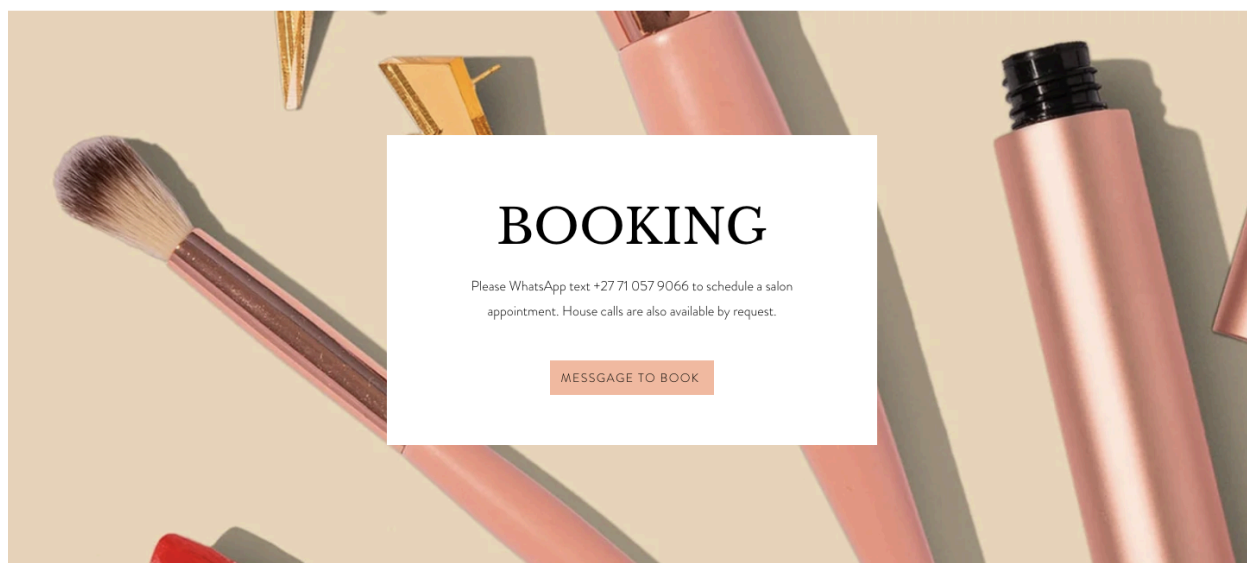 BOOKING
Please WhatsApp text +27 71 057 9066 to schedule a salon
appointment. House calls are also available by request.
MESSGAGE TO BOOK